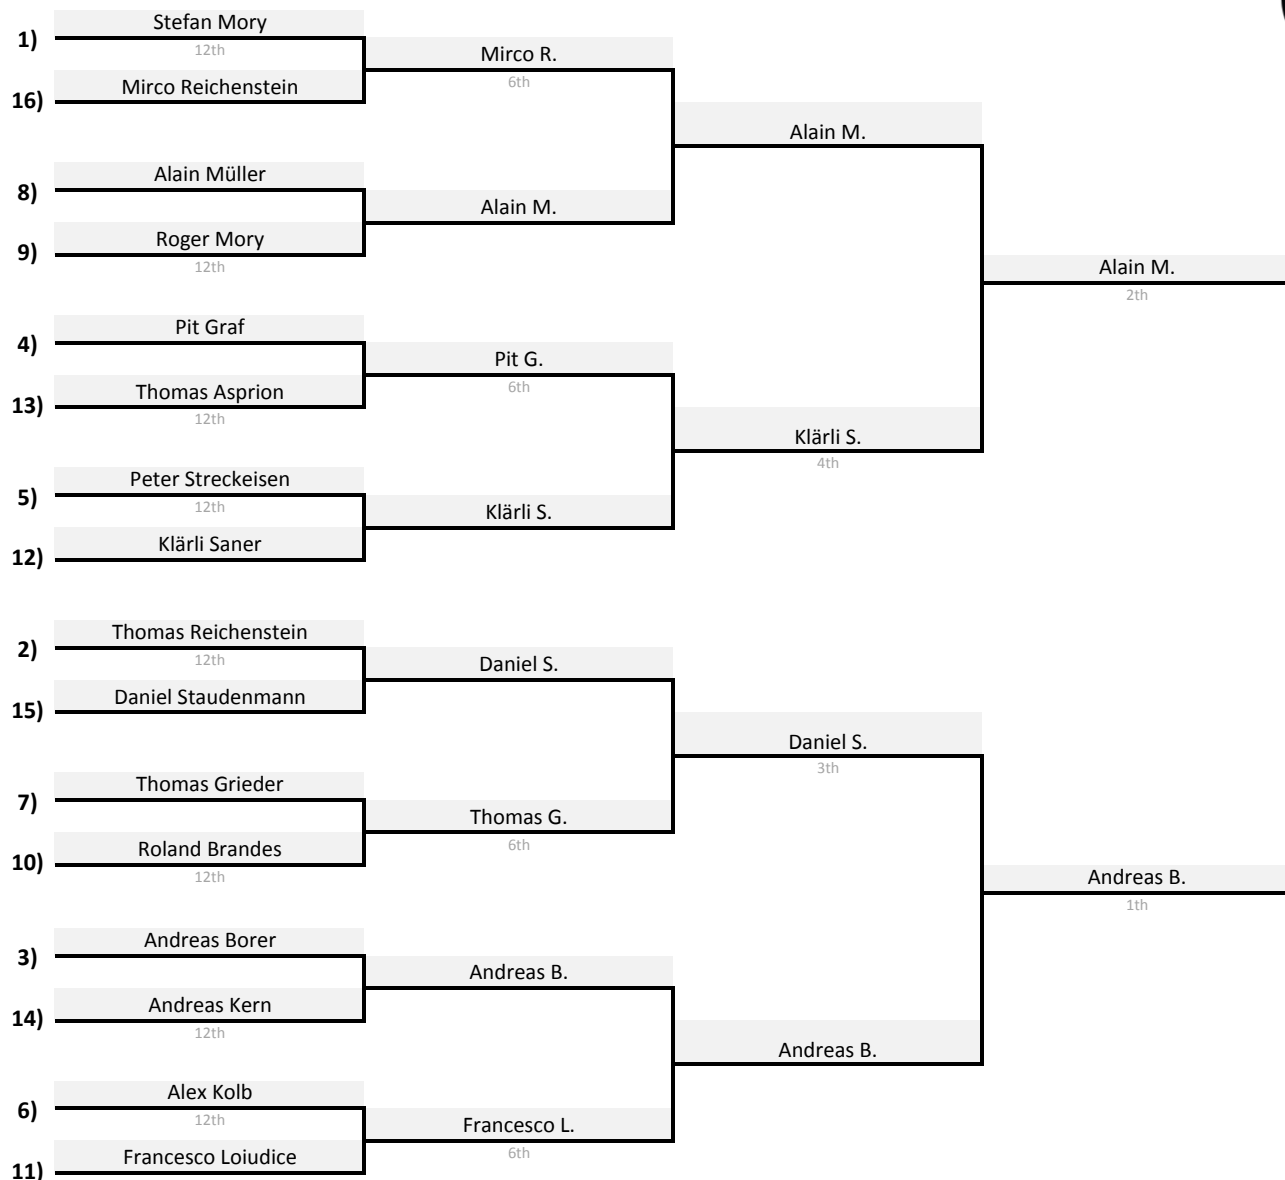 1) Stefan Mory
12th
16) Mirco Reichenstein
Mirco R.
6th
8) Alain Müller
9) Roger Mory
12th
Alain M.
Alain M.
4) Pit Graf
13) Thomas Asprion
12th
Pit G.
6th
5) Peter Streckeisen
12th
12) Klärli Saner
Klärli S.
Klärli S.
4th
Alain M.
2th
2) Thomas Reichenstein
12th
15) Daniel Staudenmann
Daniel S.
7) Thomas Grieder
10) Roland Brandes
12th
Thomas G.
6th
Daniel S.
3th
3) Andreas Borer
14) Andreas Kern
12th
Andreas B.
6) Alex Kolb
12th
11) Francesco Loiudice
Francesco L.
6th
Andreas B.
Andreas B.
1th